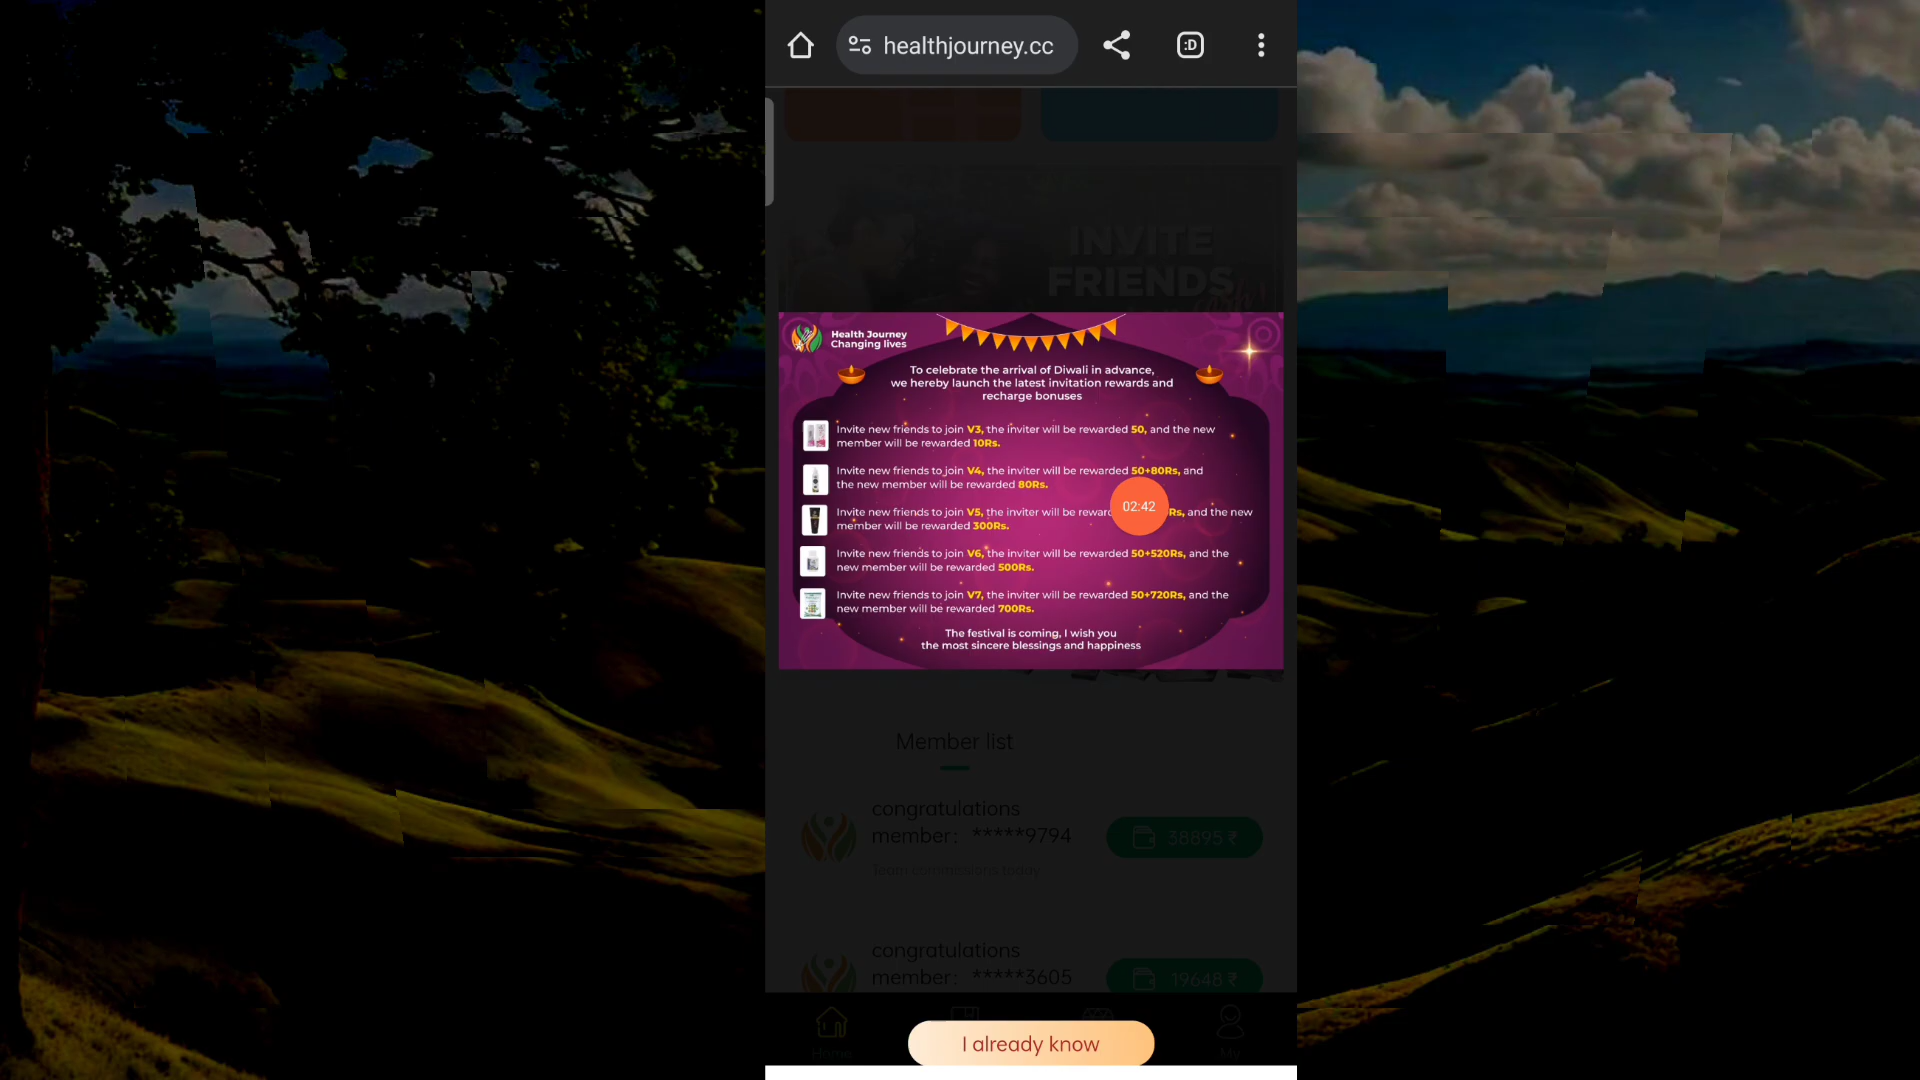 healthjourney.cc
:D
INVITE
FRIENDS
Health Journey
Changing lives
To celebrate the arrival of Diwali in advance,
we hereby launch the latest invitation rewards and
recharge bonuses
Invite new friends to join V3, the inviter will be rewarded 50, and the new
member will be rewarded 10Rs.
Invite new friends to join V4, the inviter will be rewarded 50+80Rs, and
the new member will be rewarded 80Rs.
02:42
Invite new friends to join V5, the inviter will be reward Rs, and the new
member will be rewarded 300Rs.
Invite new friends to join V6, the inviter will be rewarded 50+520Rs, and the
new member will be rewarded 500Rs.
Invite new friends to join V7, the inviter will be rewarded 50+720Rs, and the
new member will be rewarded 700Rs.
The festival is coming, I wish you
the most sincere blessings and happiness
Member list
congratulations
member: *****9794
38895 ₹
Team commissions today
congratulations
member: *****3605
19648 ₹
Home
My
I already know